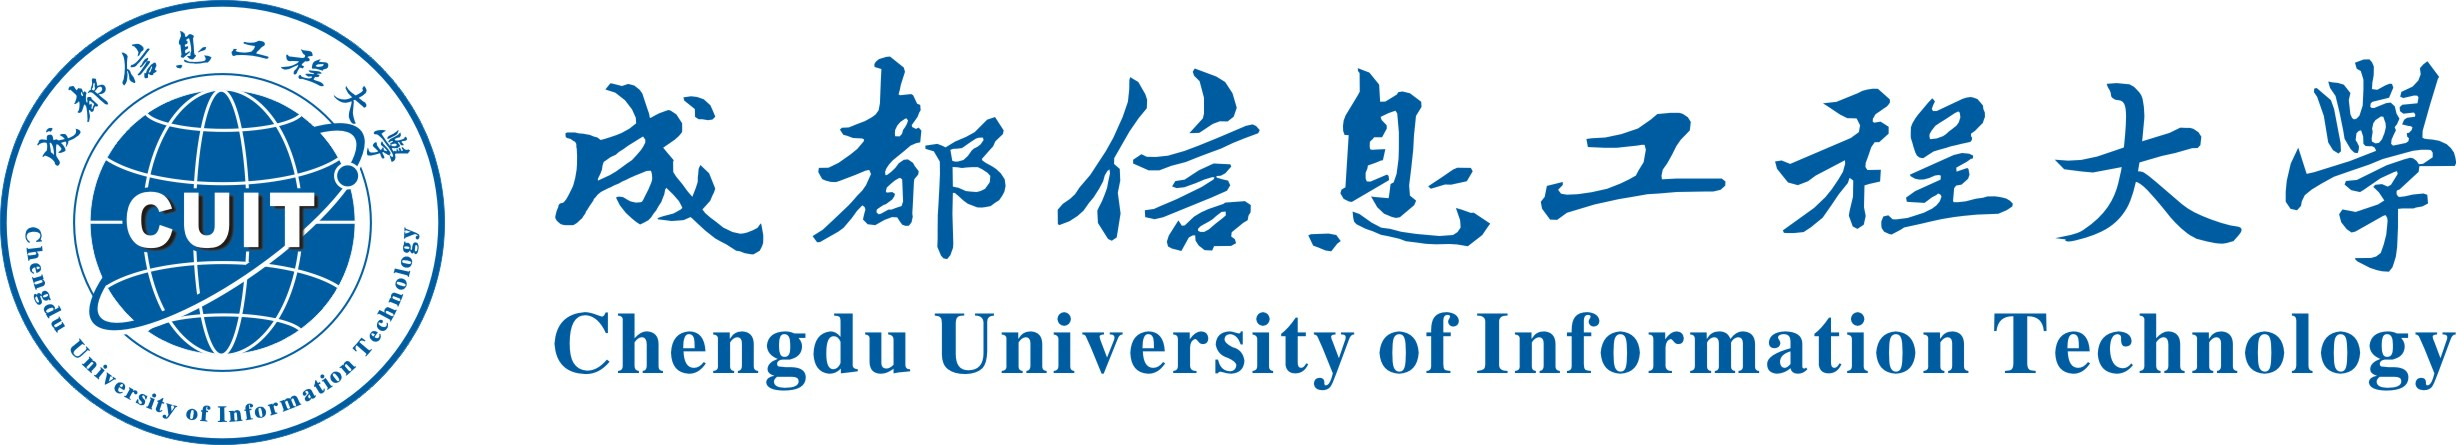 成都信息工程大學
CUIT
Chengdu University of Information Technology
成都信息工程大學
Chengdu University of Information Technology